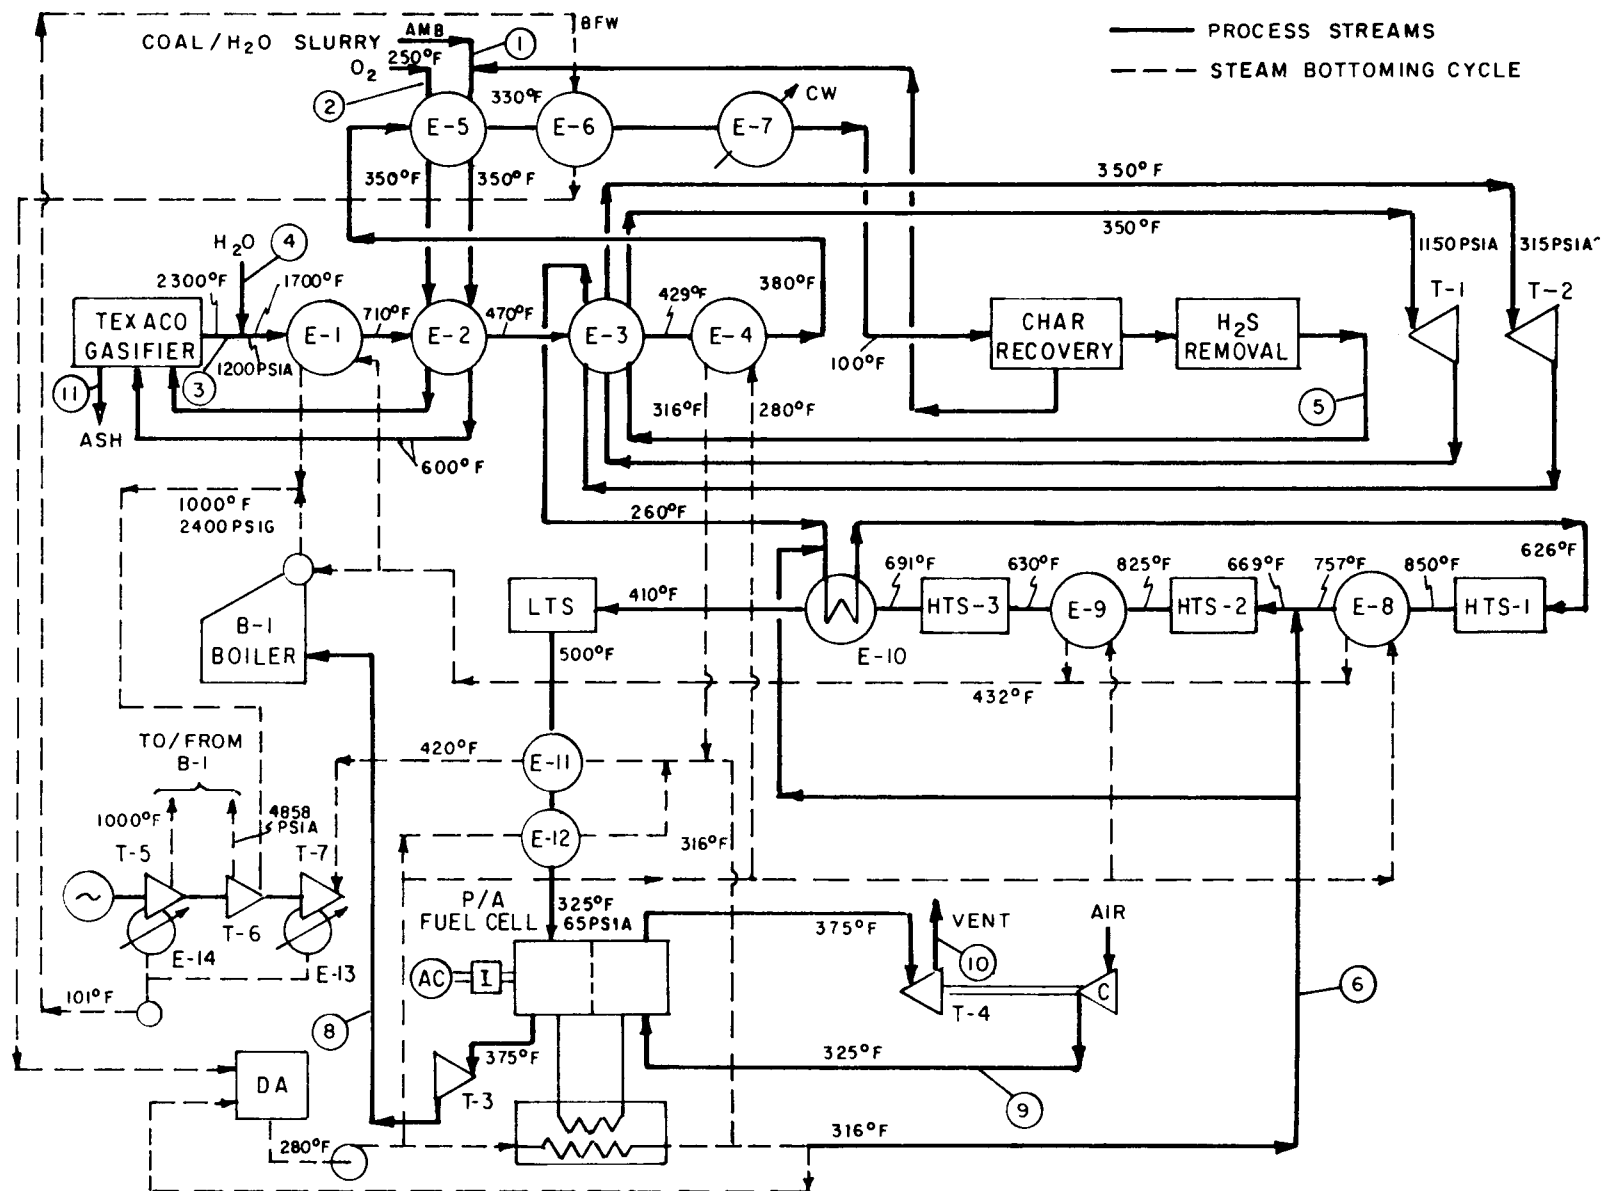 BFW
COAL/H2O SLURRY
AMB
1
PROCESS STREAMS
O2
250°F
2
STEAM BOTTOMING CYCLE
330°F
CW
E-5
E-6
E-7
350°F
350°F
350°F
350°F
H2O
4
1150 PSIA
315 PSIA
2300°F
1700°F
380°F
T-1
T-2
TEXACO
GASIFIER
E-1
710°F
E-2
470°F
E-3
429°F
E-4
CHAR
RECOVERY
H2S
REMOVAL
100°F
1200 PSIA
3
11
316°F
280°F
5
ASH
600°F
1000°F
2400 PSIG
260°F
626°F
691°F
630°F
825°F
669°F
757°F
850°F
LTS
410°F
HTS-3
E-9
HTS-2
E-8
HTS-1
B-1
BOILER
E-10
500°F
432°F
TO/FROM
B-1
420°F
E-11
1000°F
4858
PSIA
E-12
316°F
T-5
T-7
~
P/A
FUEL CELL
325°F
65 PSIA
375°F
VENT
AIR
T-6
E-14
E-13
10
AC
I
T-4
C
6
101°F
8
375°F
325°F
DA
T-3
9
280°F
316°F